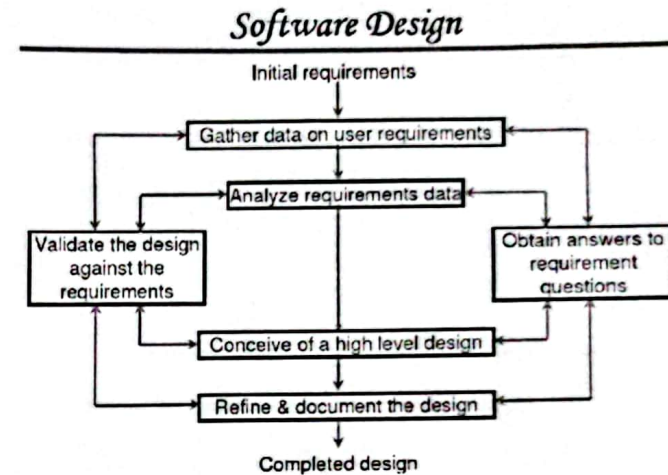 Software Design
Initial requirements
Gather data on user requirements
Analyze requirements data
Validate the design
against the
requirements
Obtain answers to
requirement
questions
Conceive of a high level design
Refine & document the design
Completed design